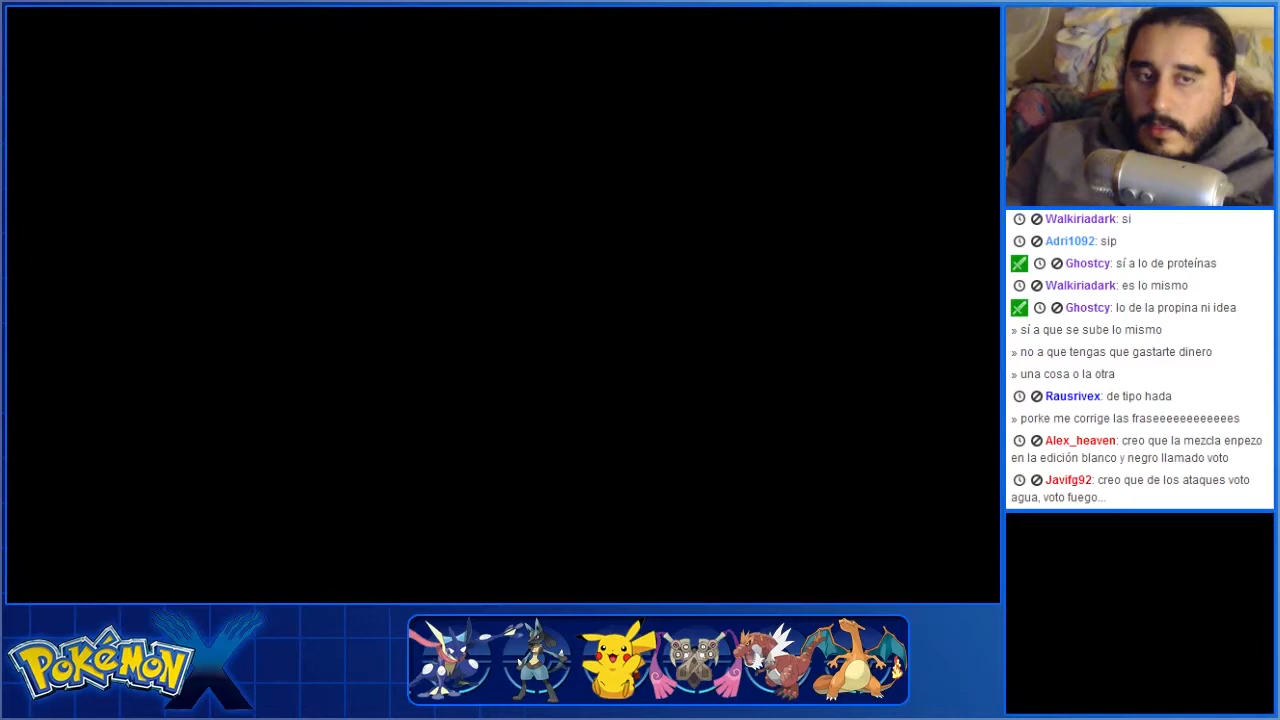 Walkiriadark: si
Adri1092: sip
Ghostcy: sí a lo de proteínas
Walkiriadark: es lo mismo
Ghostcy: lo de la propina ni idea
» sí a que se sube lo mismo
» no a que tengas que gastarte dinero
» una cosa o la otra
Rausrivex: de tipo hada
» porke me corrige las fraseeeeeeeeeeees
Alex_heaven: creo que la mezcla enpezo
en la edición blanco y negro llamado voto
Javifg92: creo que de los ataques voto
agua, voto fuego...
POKÉMON X